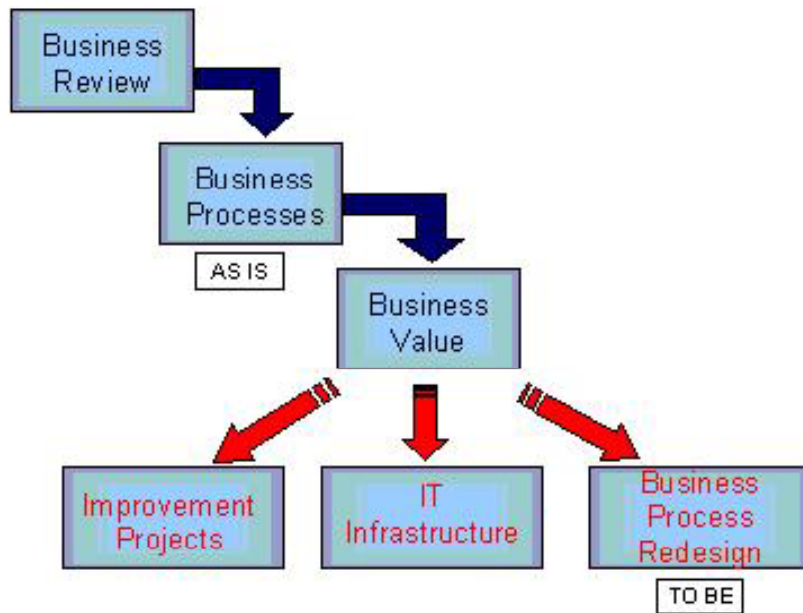 Business
Review
Business
Processes
AS IS
Business
Value
Improvement
Projects
IT
Infrastructure
Business
Process
Redesign
TO BE